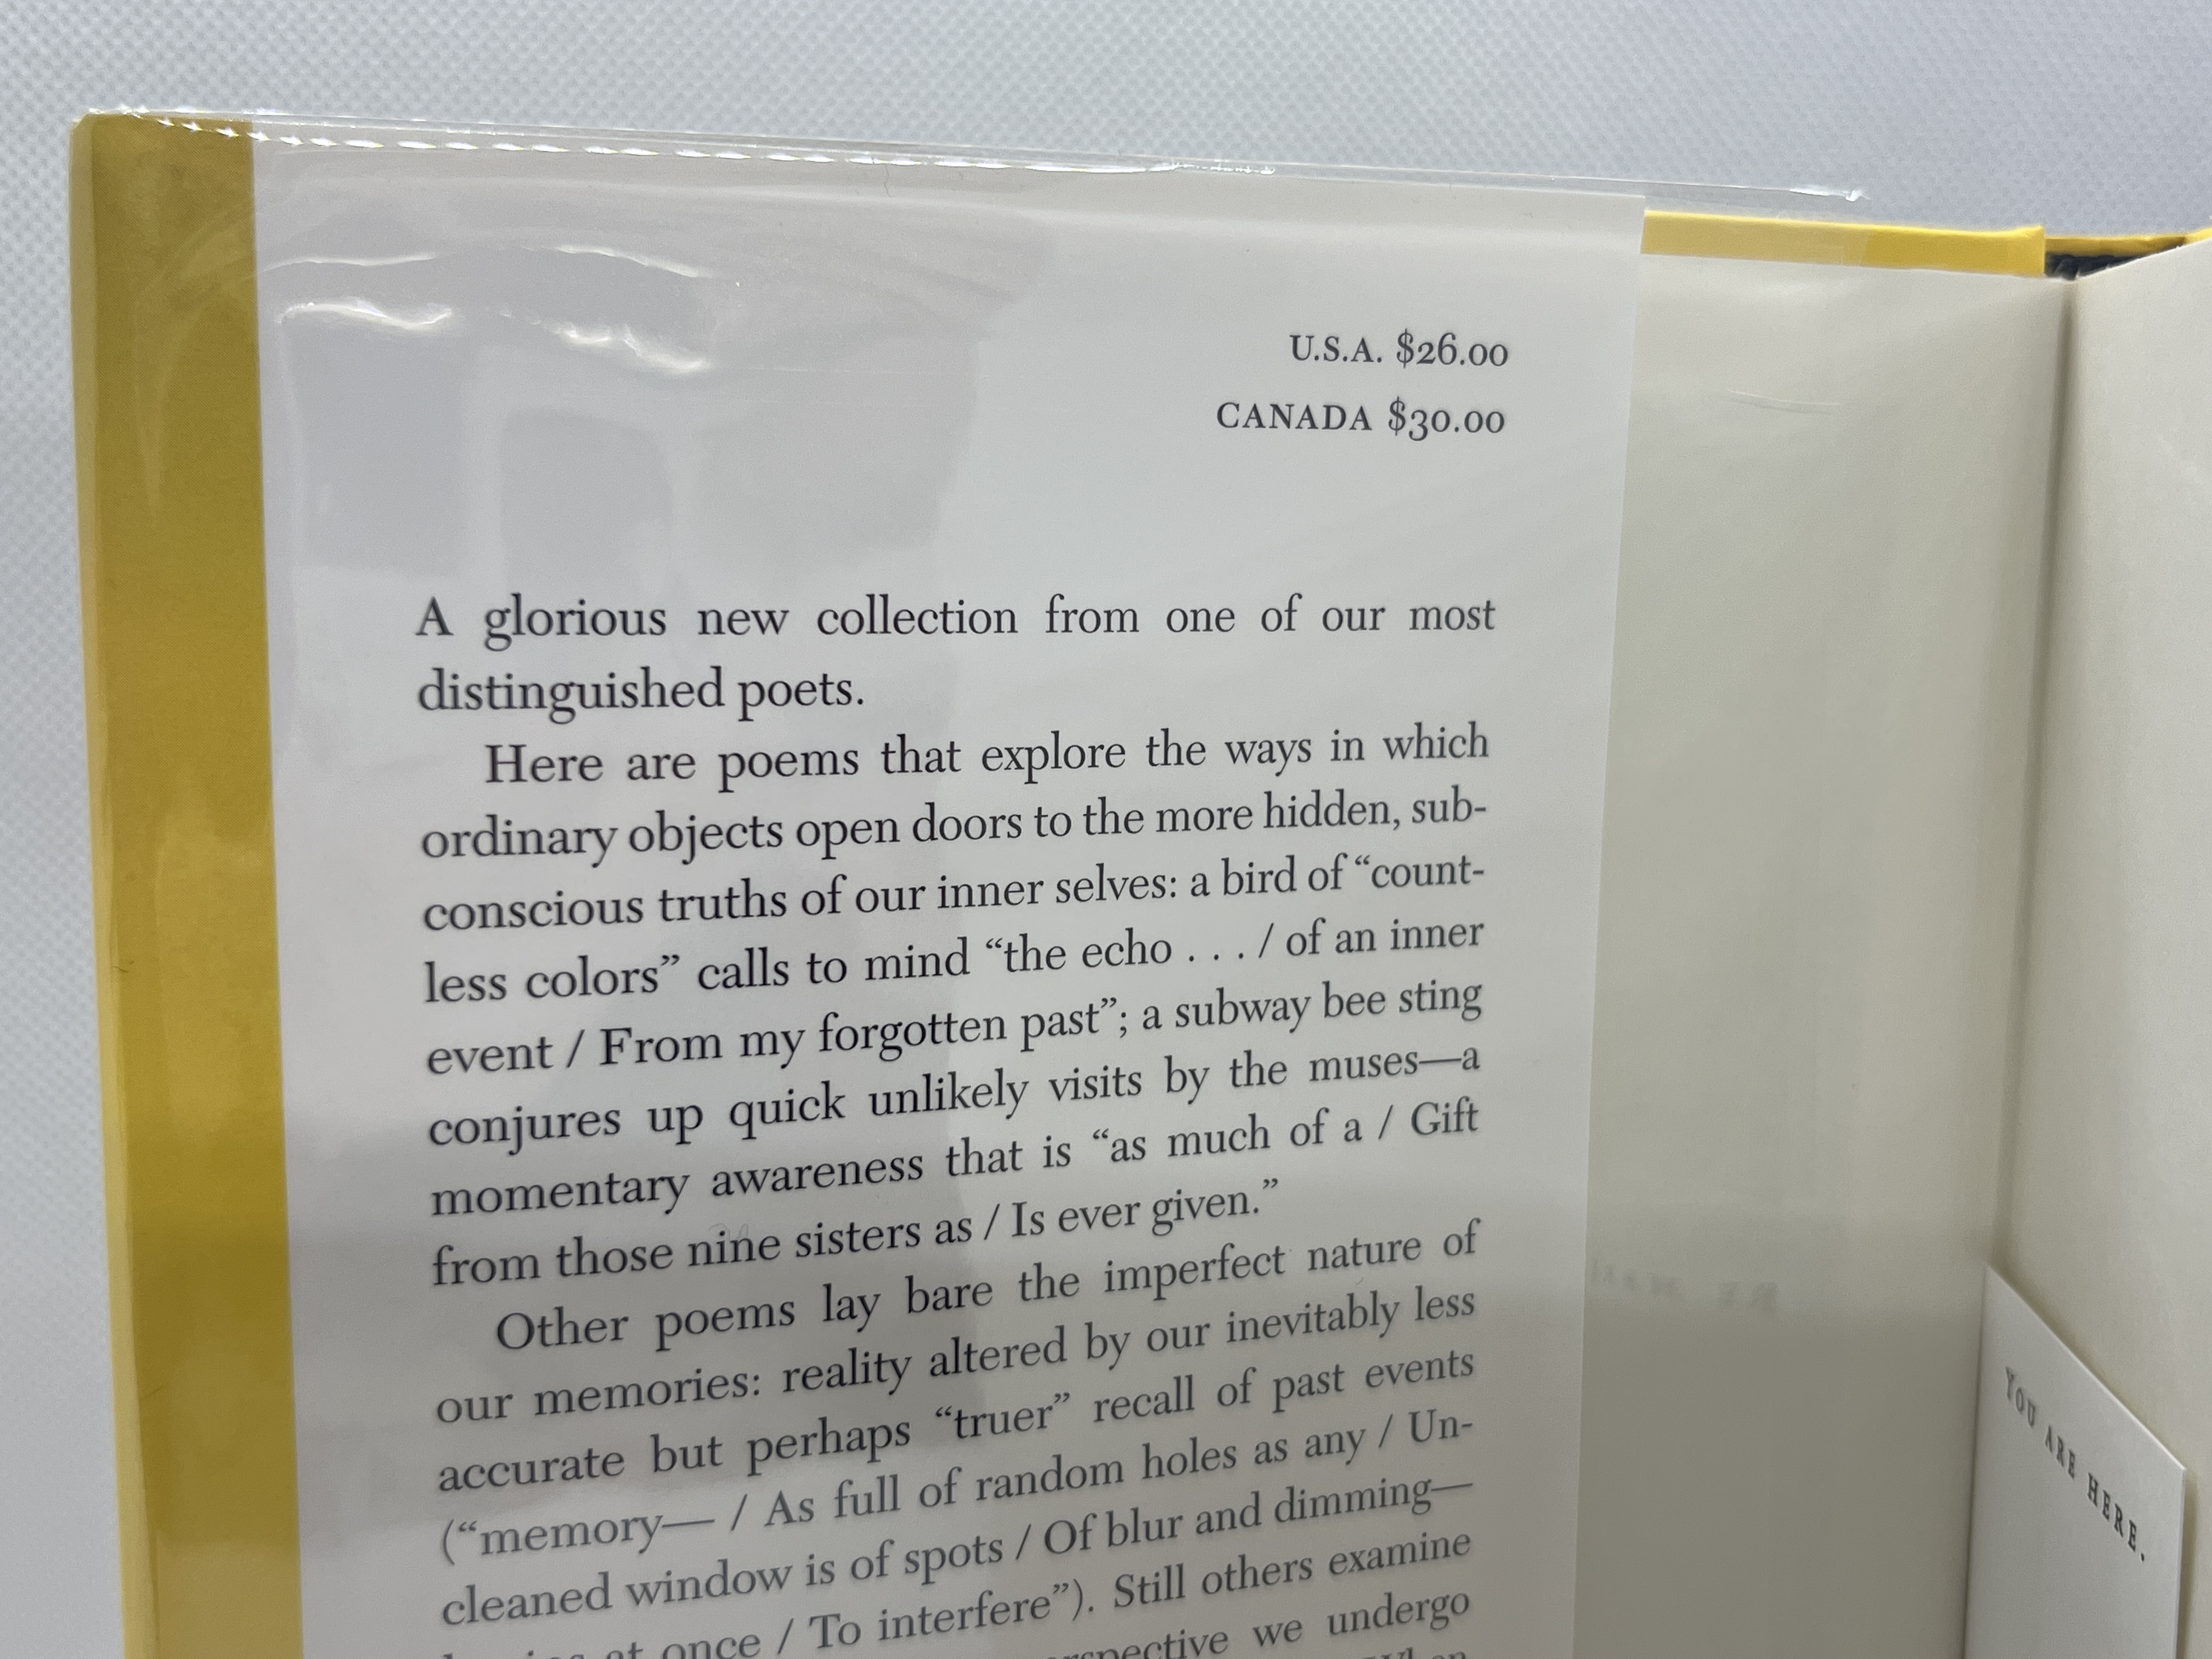 U.S.A. $26.00
CANADA $30.00
A glorious new collection from one of our most
distinguished poets.
Here are poems that explore the ways in which
ordinary objects open doors to the more hidden, sub-
conscious truths of our inner selves: a bird of “count-
less colors” calls to mind “the echo . . . / of an inner
event / From my forgotten past”; a subway bee sting
conjures up quick unlikely visits by the muses—a
momentary awareness that is “as much of a / Gift
from those nine sisters as / Is ever given.”
Other poems lay bare the imperfect nature of
our memories: reality altered by our inevitably less
accurate but perhaps “truer” recall of past events
(“memory— / As full of random holes as any / Un-
cleaned window is of spots / Of blur and dimming—
at once / To interfere”). Still others examine
we undergo
YOU ARE HERE.